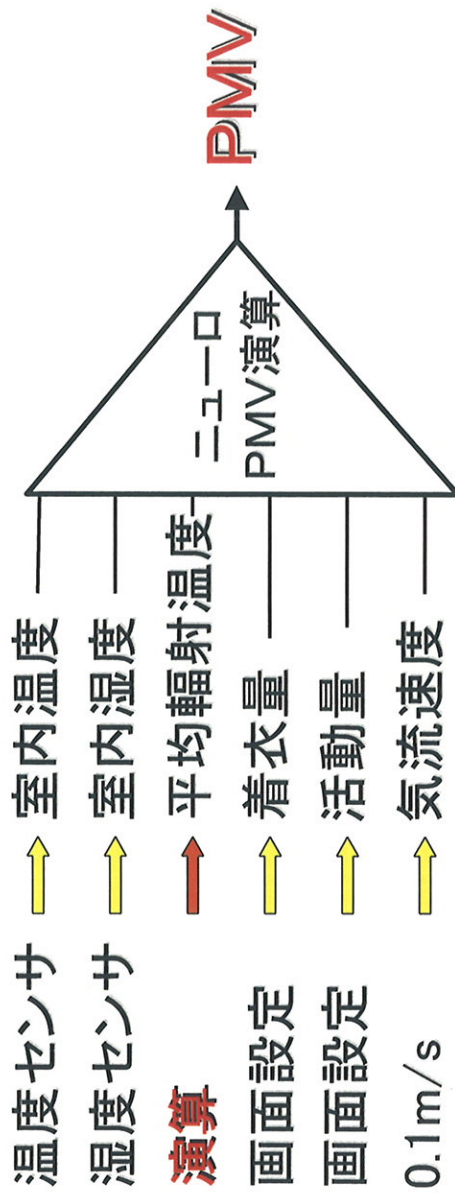 温度センサ
室内温度
湿度センサ
室内湿度
演算
平均輻射温度
画面設定
着衣量
画面設定
活動量
0.1m/s
気流速度
ニューロ
PMV演算
PMV